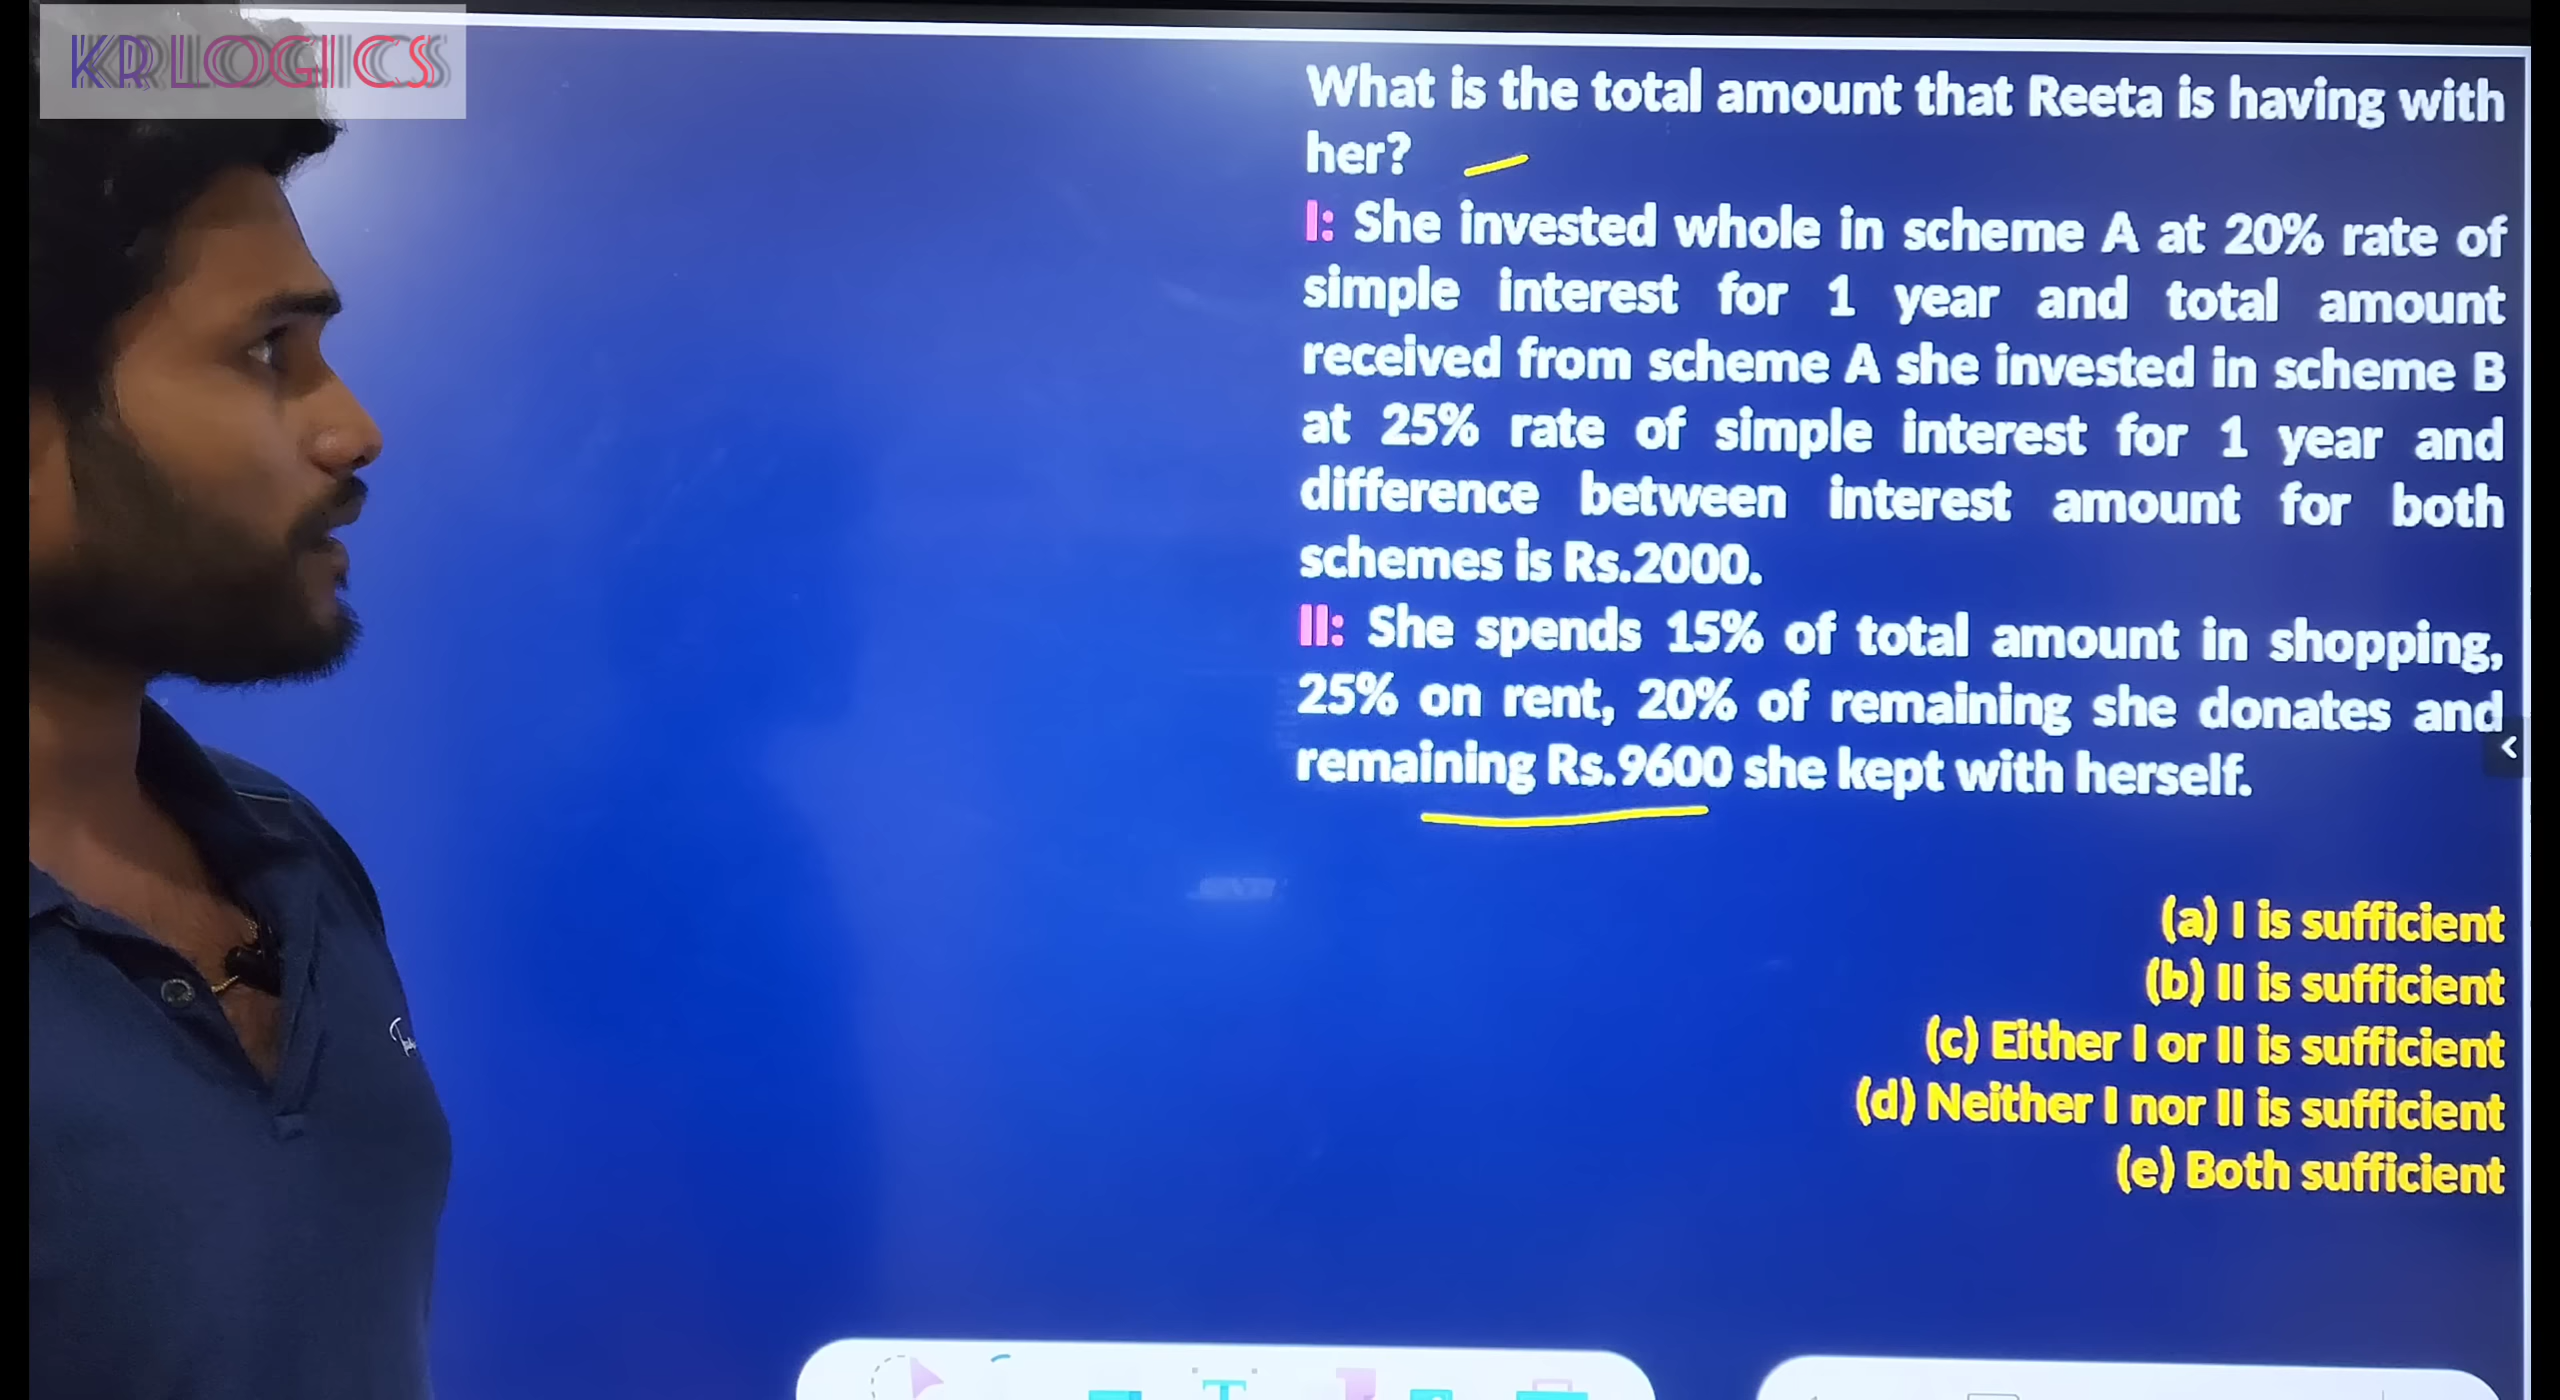 KR LOGICS
What is the total amount that Reeta is having with
her?
I: She invested whole in scheme A at 20% rate of
simple interest for 1 year and total amount
received from scheme A she invested in scheme B
at 25% rate of simple interest for 1 year and
difference between interest amount for both
schemes is Rs.2000.
II: She spends 15% of total amount in shopping,
25% on rent, 20% of remaining she donates and
remaining Rs.9600 she kept with herself.
(a) I is sufficient
(b) II is sufficient
(c) Either I or II is sufficient
(d) Neither I nor II is sufficient
(e) Both sufficient